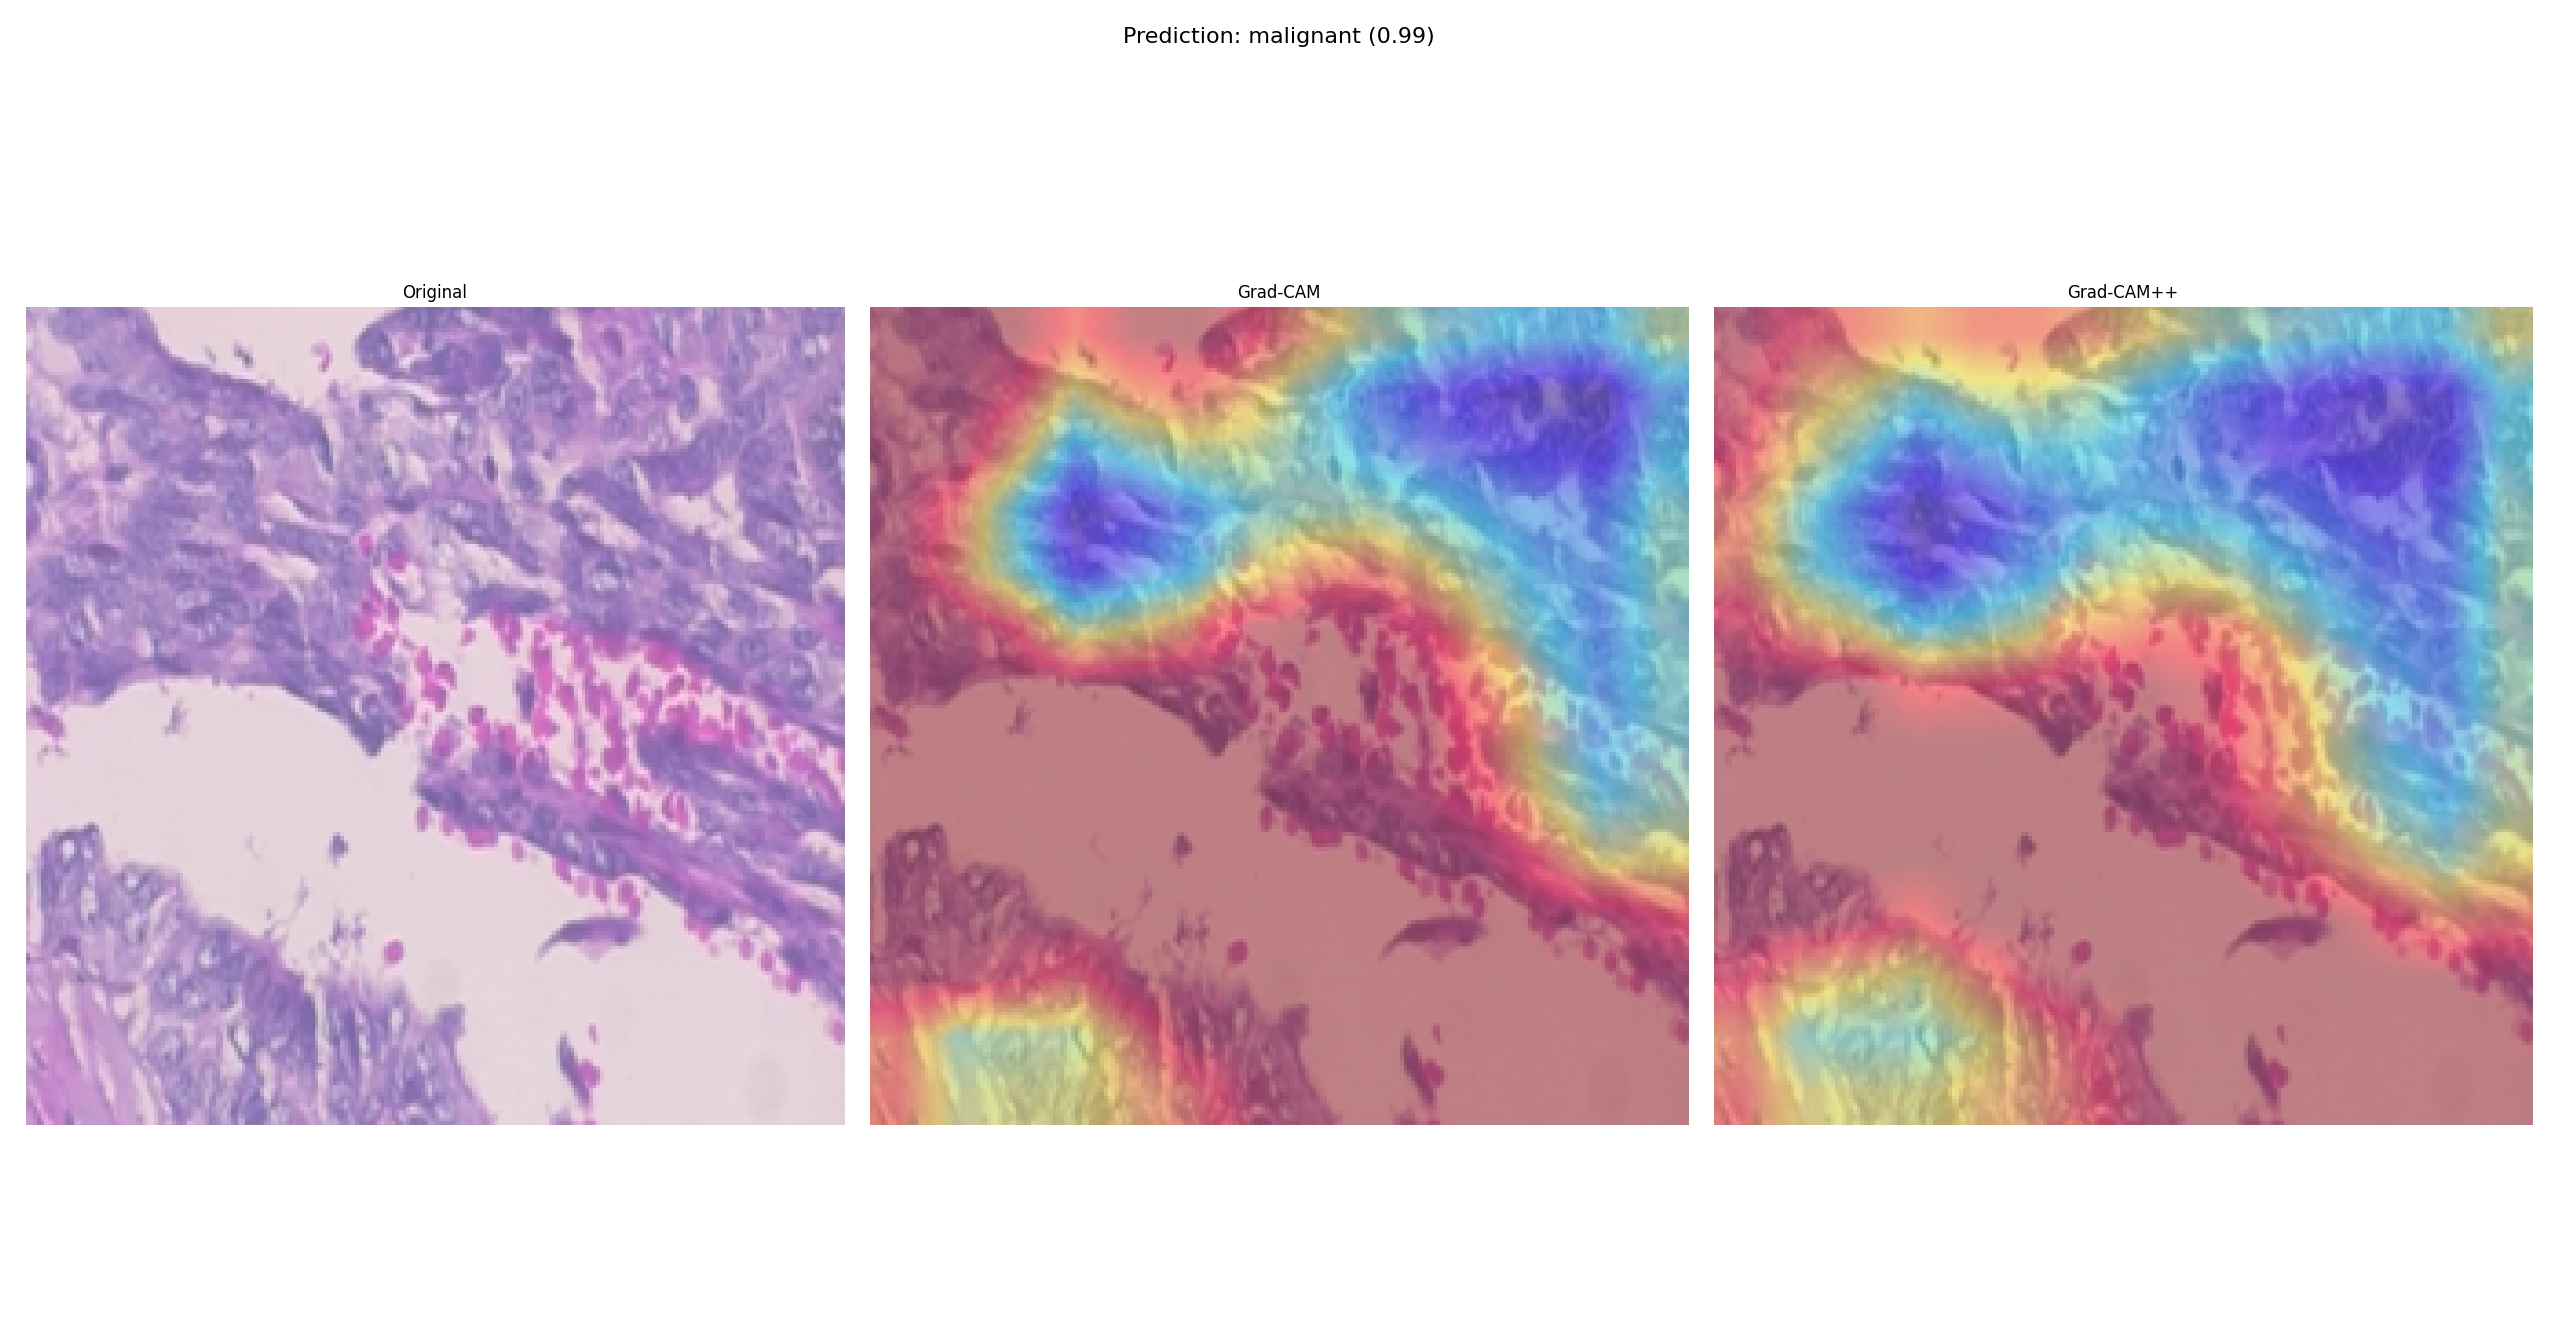 Prediction: malignant (0.99)
Original
Grad-CAM
Grad-CAM++